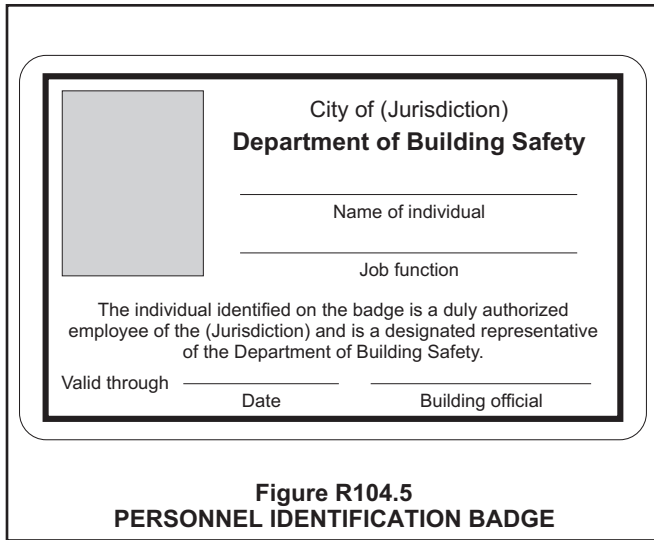 City of (Jurisdiction)
Department of Building Safety
Name of individual
Job function
The individual identified on the badge is a duly authorized
employee of the (Jurisdiction) and is a designated representative
of the Department of Building Safety.
Valid through
Date
Building official
Figure R104.5
PERSONNEL IDENTIFICATION BADGE